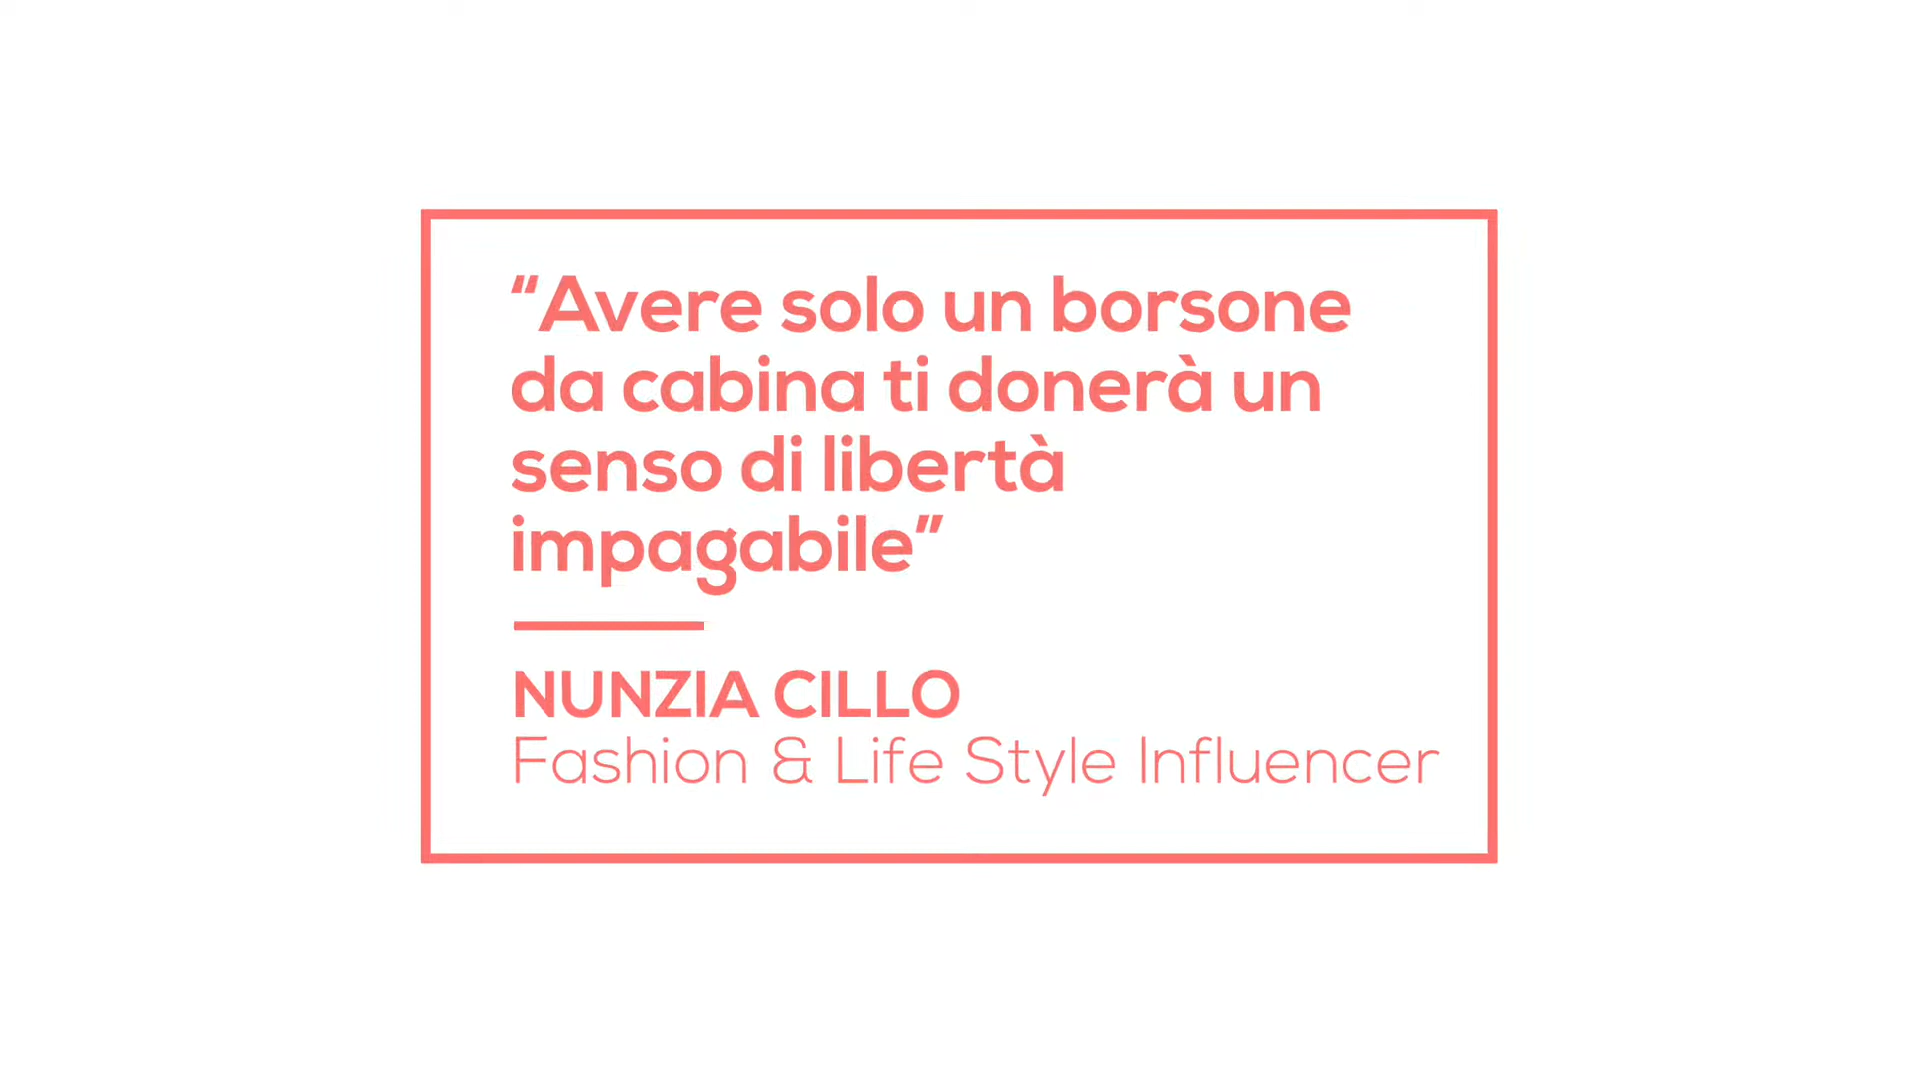 “Avere solo un borsone
da cabina ti donerà un
senso di libertà
impagabile”
NUNZIA CILLO
Fashion & Life Style Influencer